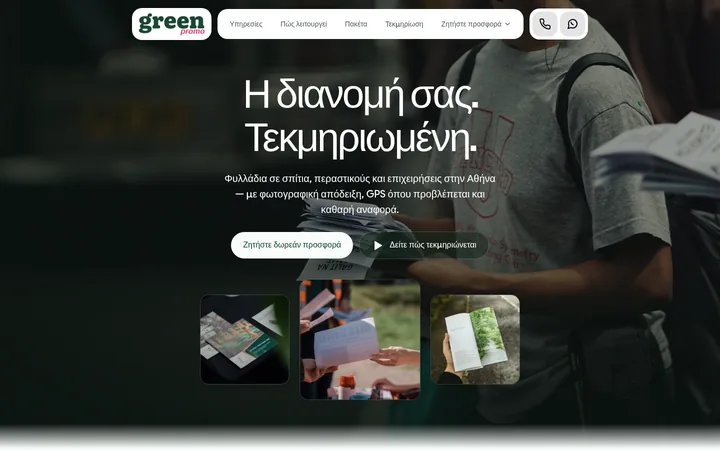 green
promo
Υπηρεσίες
Πώς λειτουργεί
Πακέτα
Τεκμηρίωση
Ζητήστε προσφορά
Η διανομή σας.
Τεκμηριωμένη.
Φυλλάδια σε σπίτια, περαστικούς και επιχειρήσεις στην Αθήνα
— με φωτογραφική απόδειξη, GPS όπου προβλέπεται και
καθαρή αναφορά.
Ζητήστε δωρεάν προσφορά
Δείτε πώς τεκμηριώνεται